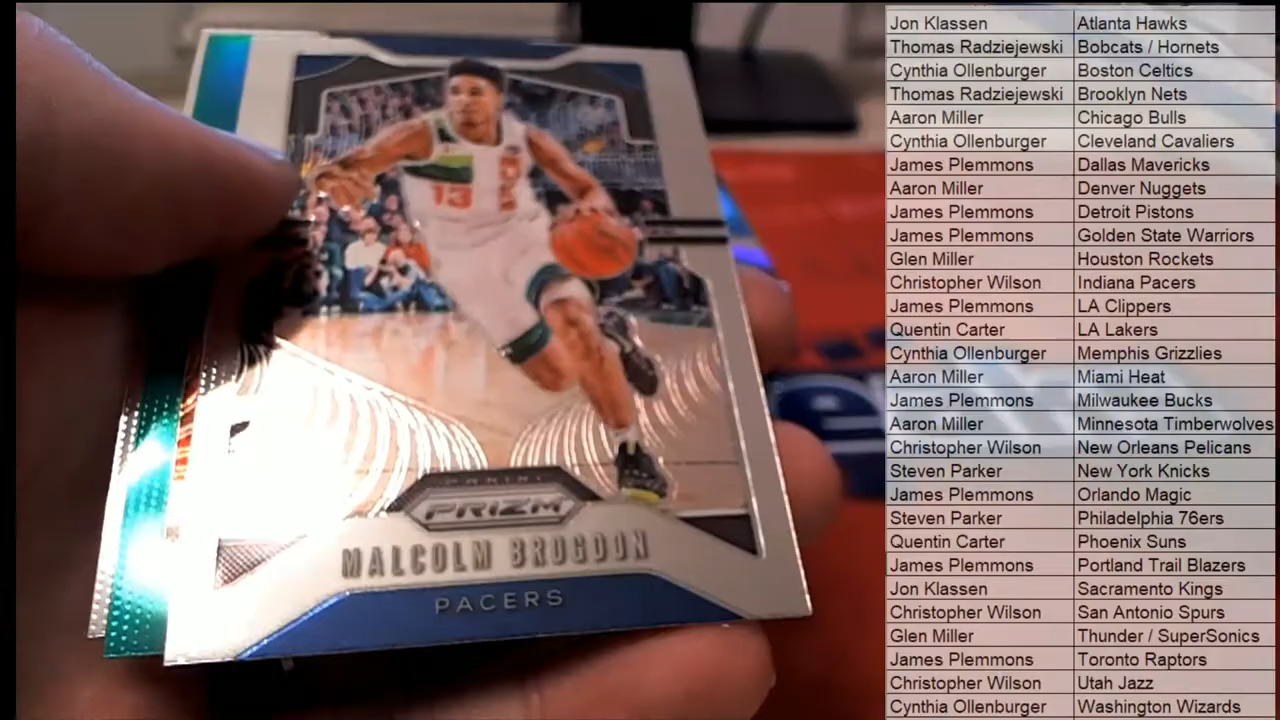 13
PANINI
PRIZM
MALCOLM BROGDON
PACERS
Jon Klassen Atlanta Hawks
Thomas Radziejewski Bobcats / Hornets
Cynthia Ollenburger Boston Celtics
Thomas Radziejewski Brooklyn Nets
Aaron Miller Chicago Bulls
Cynthia Ollenburger Cleveland Cavaliers
James Plemmons Dallas Mavericks
Aaron Miller Denver Nuggets
James Plemmons Detroit Pistons
James Plemmons Golden State Warriors
Glen Miller Houston Rockets
Christopher Wilson Indiana Pacers
James Plemmons LA Clippers
Quentin Carter LA Lakers
Cynthia Ollenburger Memphis Grizzlies
Aaron Miller Miami Heat
James Plemmons Milwaukee Bucks
Aaron Miller Minnesota Timberwolves
Christopher Wilson New Orleans Pelicans
Steven Parker New York Knicks
James Plemmons Orlando Magic
Steven Parker Philadelphia 76ers
Quentin Carter Phoenix Suns
James Plemmons Portland Trail Blazers
Jon Klassen Sacramento Kings
Christopher Wilson San Antonio Spurs
Glen Miller Thunder / SuperSonics
James Plemmons Toronto Raptors
Christopher Wilson Utah Jazz
Cynthia Ollenburger Washington Wizards